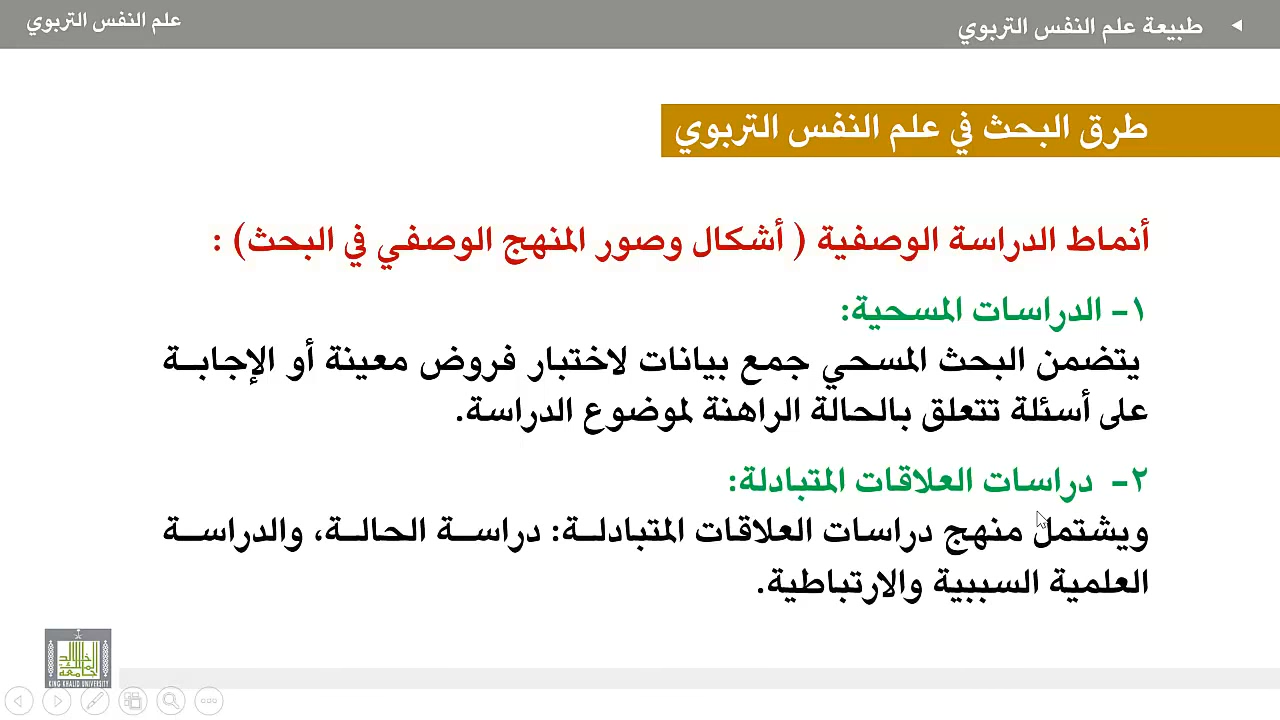 طبيعة علم النفس التربوي
علم النفس التربوي
طرق البحث في علم النفس التربوي
أنماط الدراسة الوصفية ( أشكال وصور المنهج الوصفي في البحث) :
١- الدراسات المسحية:
يتضمن البحث المسحي جمع بيانات لاختبار فروض معينة أو الإجابة
على أسئلة تتعلق بالحالة الراهنة لموضوع الدراسة.
٢- دراسات العلاقات المتبادلة:
ويشتمل منهج دراسات العلاقات المتبادلة: دراسة الحالة، والدراسة
العلمية السببية والارتباطية.
KING KHALID UNIVERSITY